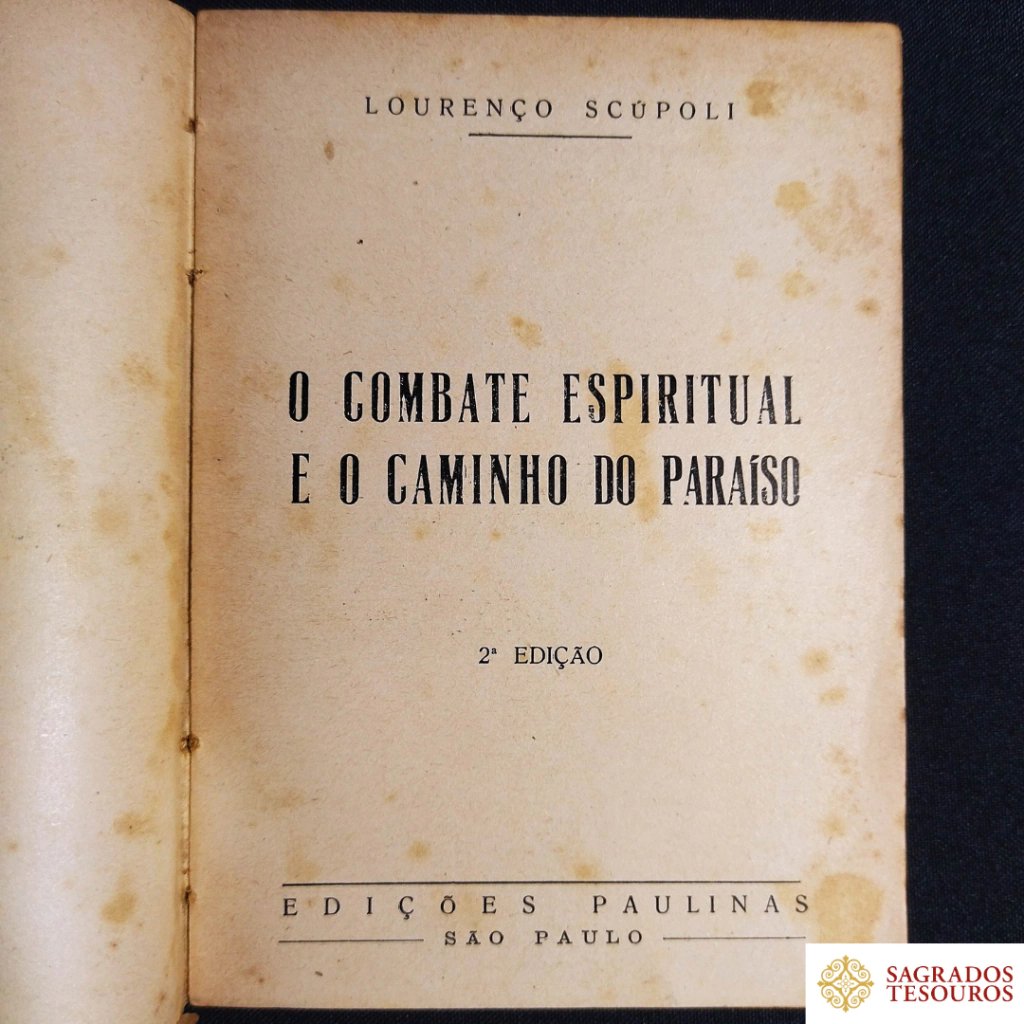 LOURENÇO SCÚPOLI
O COMBATE ESPIRITUAL
E O CAMINHO DO PARAÍSO
2ª EDIÇÃO
EDIÇÕES PAULINAS
SÃO PAULO
SAGRADOS
TESOUROS